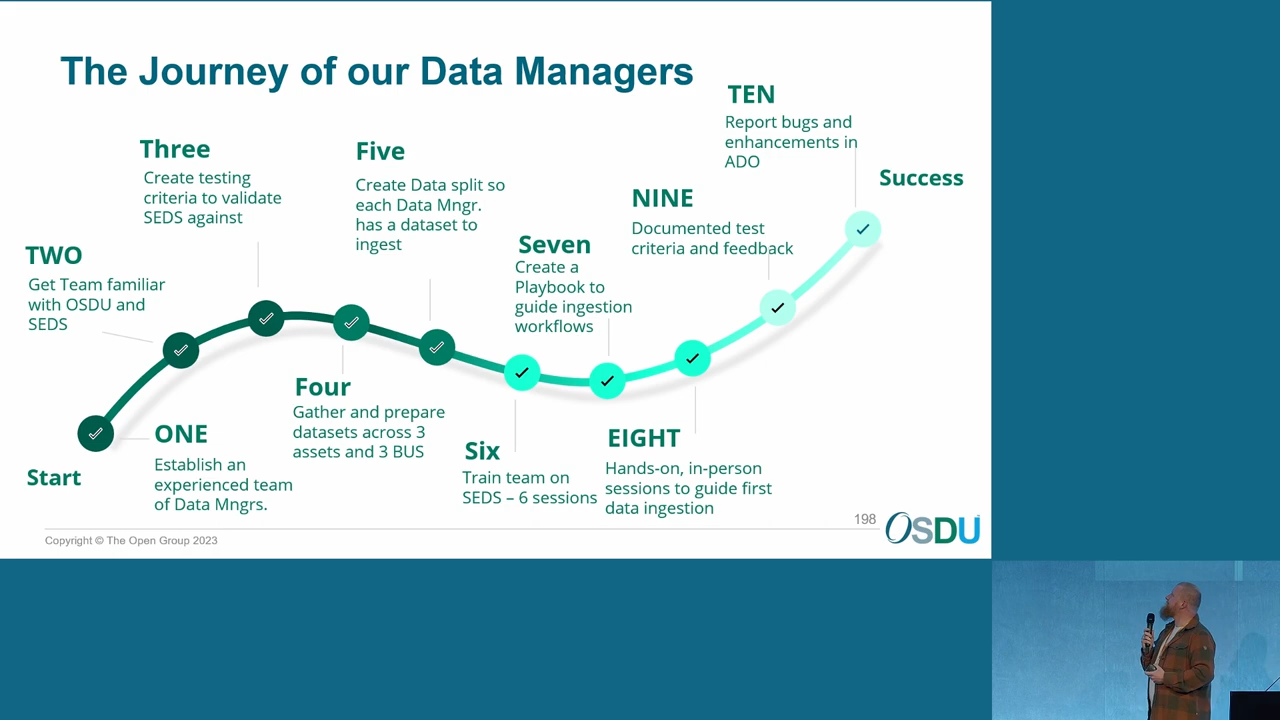 The Journey of our Data Managers
Start
ONE
Establish an
experienced team
of Data Mngrs.
TWO
Get Team familiar
with OSDU and
SEDS
Three
Create testing
criteria to validate
SEDS against
Four
Gather and prepare
datasets across 3
assets and 3 BUS
Five
Create Data split so
each Data Mngr.
has a dataset to
ingest
Six
Train team on
SEDS – 6 sessions
Seven
Create a
Playbook to
guide ingestion
workflows
EIGHT
Hands-on, in-person
sessions to guide first
data ingestion
NINE
Documented test
criteria and feedback
TEN
Report bugs and
enhancements in
ADO
Success
Copyright © The Open Group 2023
198
OSDU